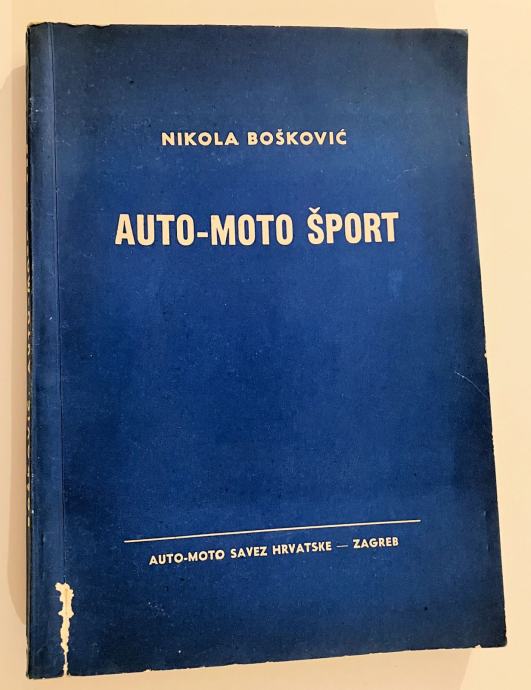 NIKOLA BOŠKOVIĆ
AUTO-MOTO ŠPORT
AUTO-MOTO SAVEZ HRVATSKE — ZAGREB